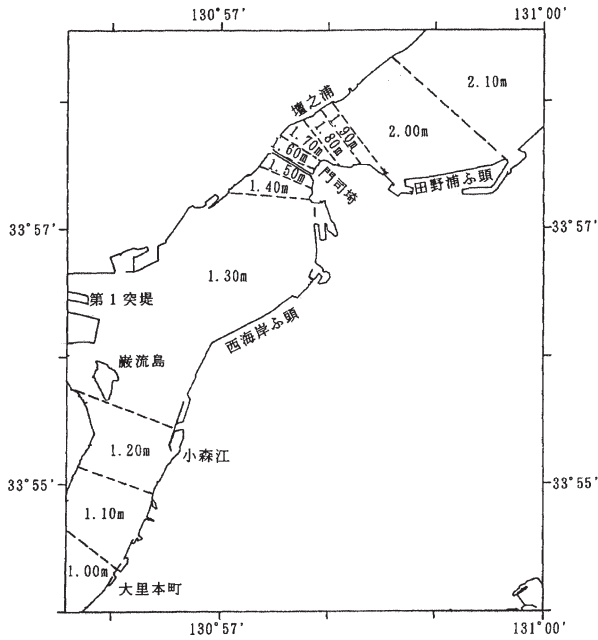 130°57'
131°00'
2.10m
壇之浦
2.00m
1.90m
1.80m
1.70m
1.60m
1.50m
1.40m
門司埼
田野浦ふ頭
33°57'
33°57'
1.30m
第1突堤
西海岸ふ頭
巌流島
1.20m
小森江
33°55'
33°55'
1.10m
1.00m
大里本町
130°57'
131°00'